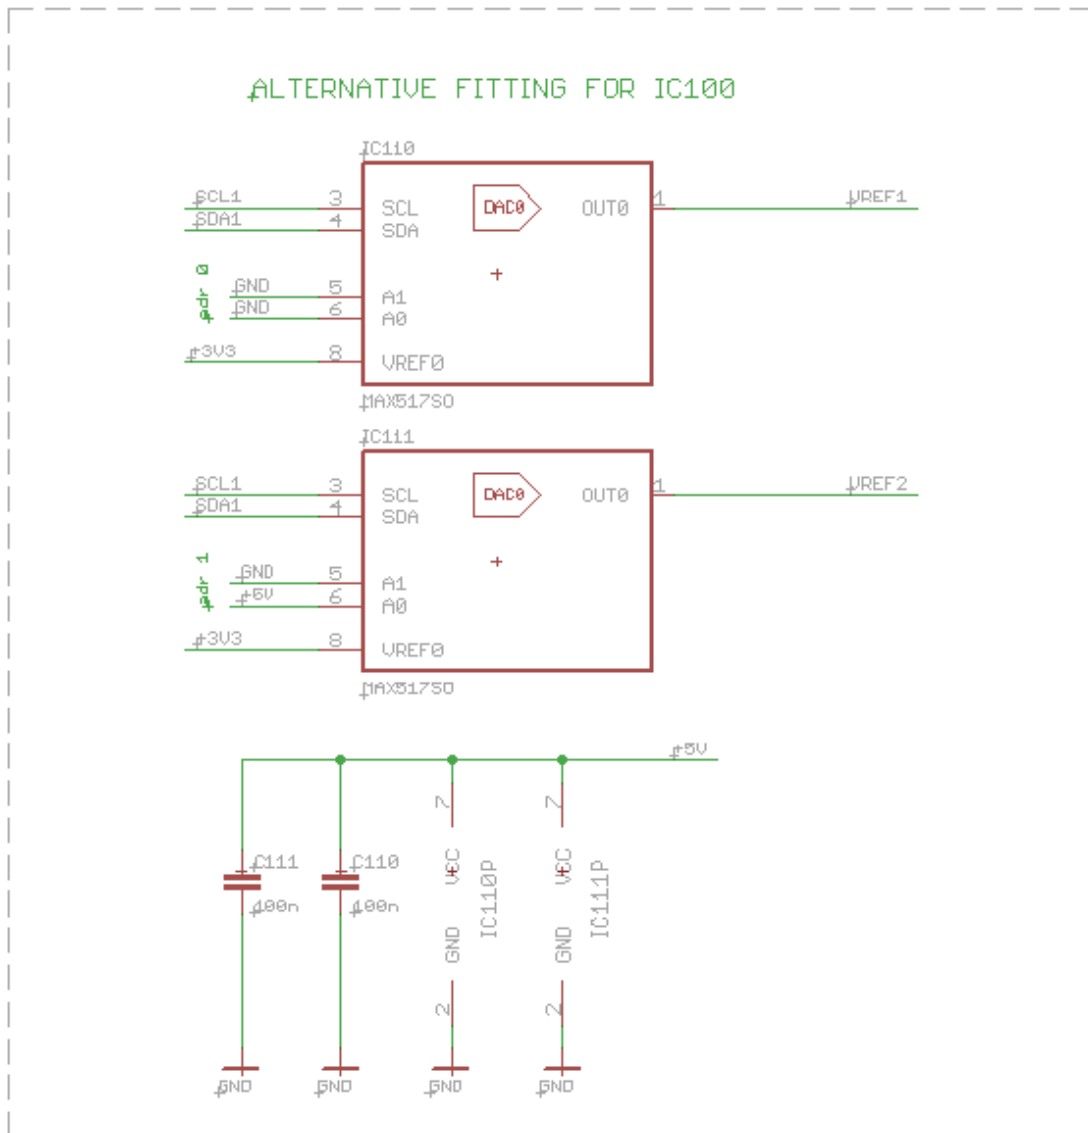 ALTERNATIVE FITTING FOR IC100
IC110
SCL1 3 SCL DAC0 OUT0 1 VREF1
SDA1 4 SDA
adr 0
GND 5 A1
GND 6 A0
+3V3 8 VREF0
MAX517SO
IC111
SCL1 3 SCL DAC0 OUT0 1 VREF2
SDA1 4 SDA
adr 1
GND 5 A1
+5V 6 A0
+3V3 8 VREF0
MAX517SO
+5V
7 7
C111 C110 VCC VCC
100n 100n IC110P IC111P
GND GND
2 2
GND GND GND GND